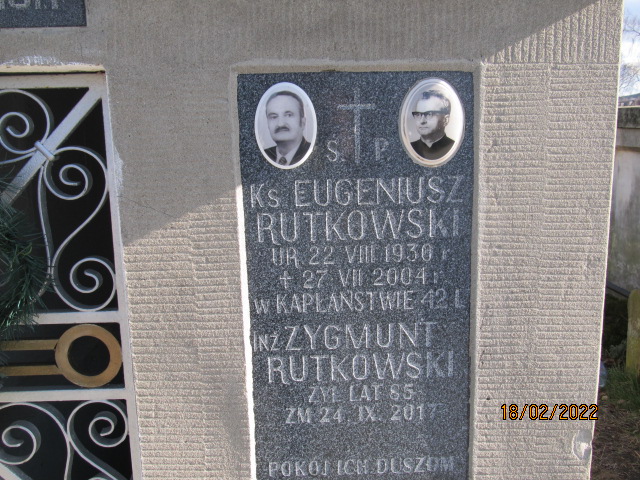 Ś P
Ks. EUGENIUSZ
RUTKOWSKI
UR 22 VIII 1930 r.
+ 27 VII 2004 r.
W KAPŁAŃSTWIE 42 L
INŻ ZYGMUNT
RUTKOWSKI
ŻYŁ LAT 85
ZM 24 IX. 2017
POKÓJ ICH DUSZOM
18/02/2022